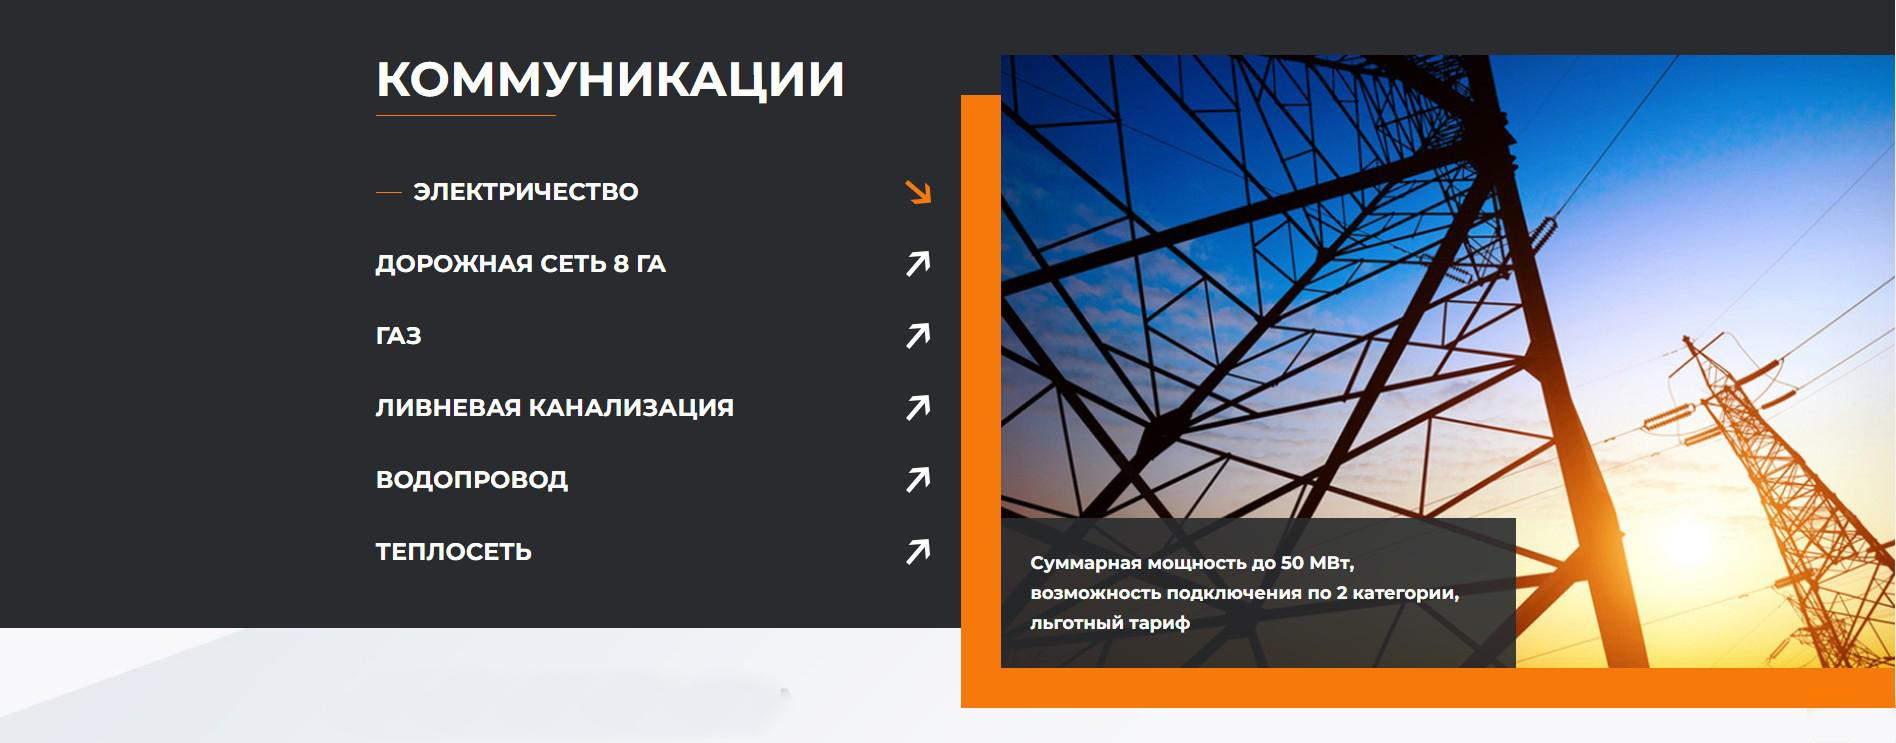 КОММУНИКАЦИИ
ЭЛЕКТРИЧЕСТВО
ДОРОЖНАЯ СЕТЬ 8 ГА
ГАЗ
ЛИВНЕВАЯ КАНАЛИЗАЦИЯ
ВОДОПРОВОД
ТЕПЛОСЕТЬ
Суммарная мощность до 50 МВт,
возможность подключения по 2 категории,
льготный тариф